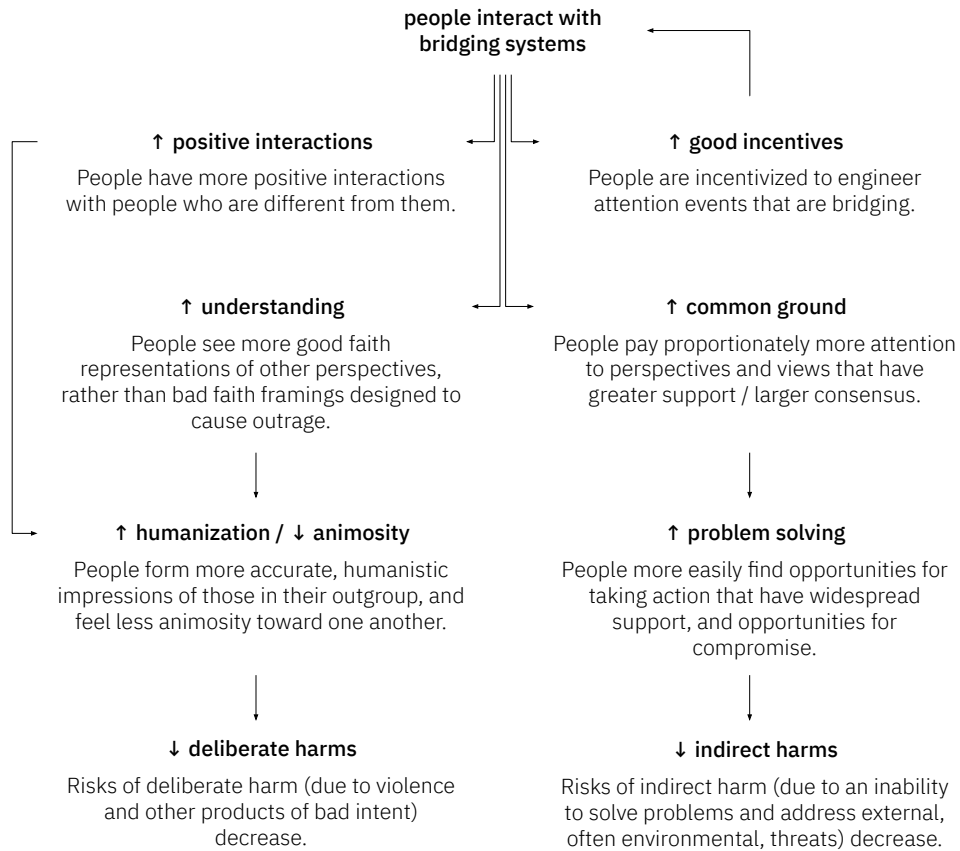 people interact with
bridging systems
↑ positive interactions
People have more positive interactions
with people who are different from them.
↑ good incentives
People are incentivized to engineer
attention events that are bridging.
↑ understanding
People see more good faith
representations of other perspectives,
rather than bad faith framings designed to
cause outrage.
↑ common ground
People pay proportionately more attention
to perspectives and views that have
greater support / larger consensus.
↑ humanization / ↓ animosity
People form more accurate, humanistic
impressions of those in their outgroup, and
feel less animosity toward one another.
↑ problem solving
People more easily find opportunities for
taking action that have widespread
support, and opportunities for
compromise.
↓ deliberate harms
Risks of deliberate harm (due to violence
and other products of bad intent)
decrease.
↓ indirect harms
Risks of indirect harm (due to an inability
to solve problems and address external,
often environmental, threats) decrease.